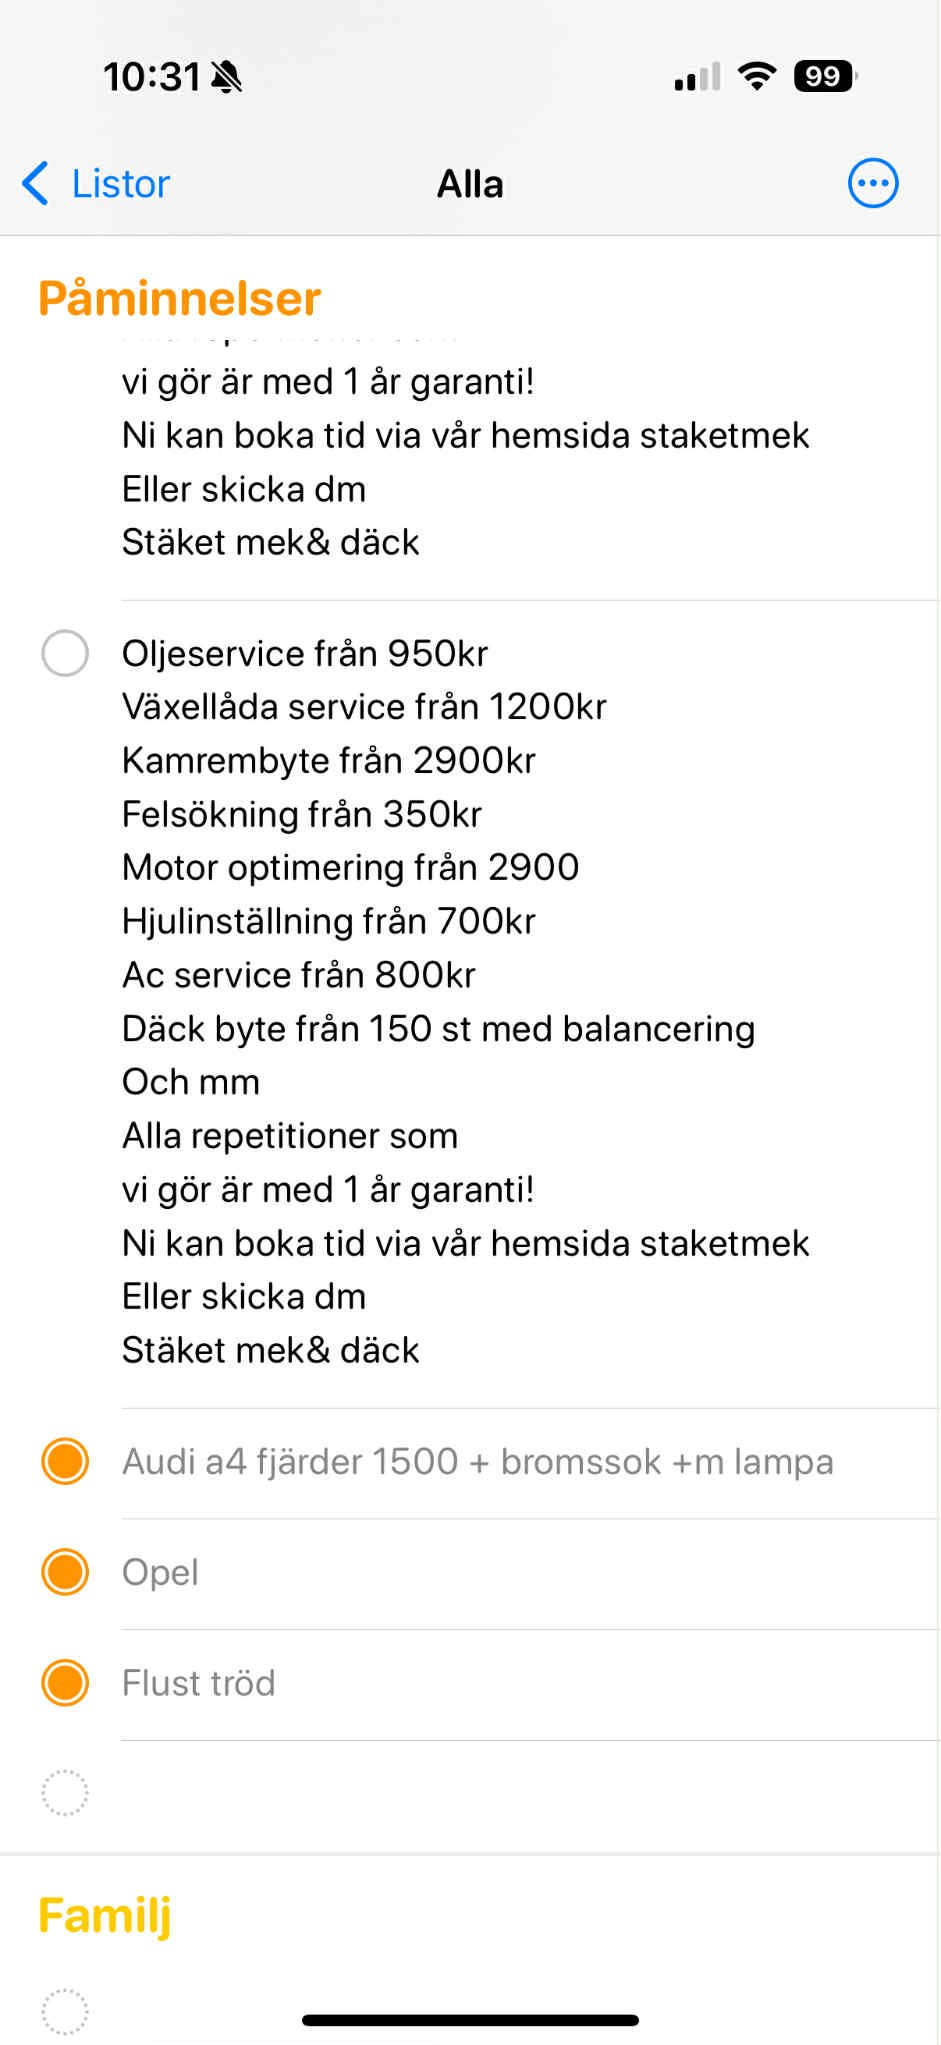 10:31
99
Listor
Alla
Påminnelser
vi gör är med 1 år garanti!
Ni kan boka tid via vår hemsida staketmek
Eller skicka dm
Stäket mek& däck
Oljeservice från 950kr
Växellåda service från 1200kr
Kamrembyte från 2900kr
Felsökning från 350kr
Motor optimering från 2900
Hjulinställning från 700kr
Ac service från 800kr
Däck byte från 150 st med balancering
Och mm
Alla repetitioner som
vi gör är med 1 år garanti!
Ni kan boka tid via vår hemsida staketmek
Eller skicka dm
Stäket mek& däck
Audi a4 fjärder 1500 + bromssok +m lampa
Opel
Flust tröd
Familj